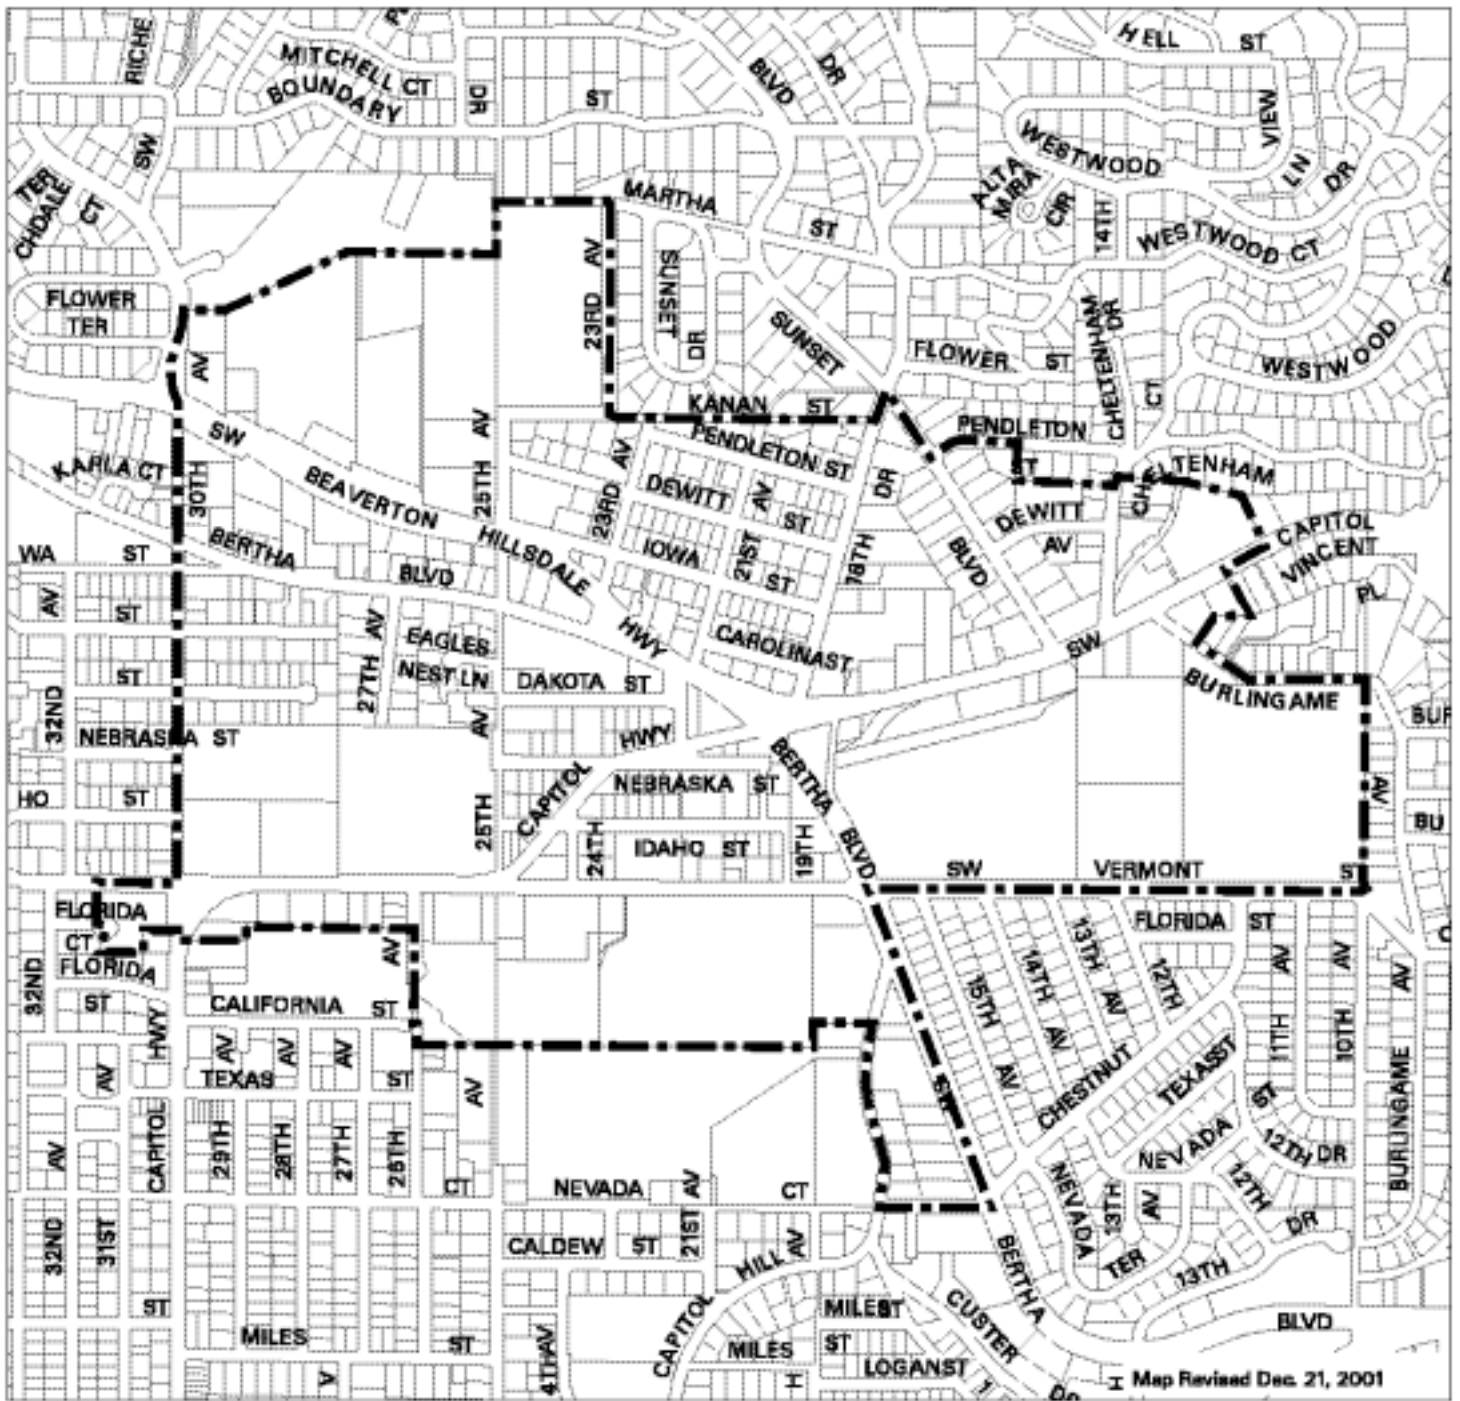 HELL ST
RICHE
MITCHELL CT
BOUNDARY ST
DR
BLVD
DR
VIEW
WESTWOOD
LN
DR
SW
TER
CHDALE
CT
ALTA
MIRA
CIR
14TH
WESTWOOD CT
MARTHA ST
AV
23RD
SUNSET
DR
SUNSET
FLOWER
TER
FLOWER ST
CHELTENHAM
DR
CT
WESTWOOD
AV
KANAN ST
PENDLETON
ST
SW
AV
25TH
PENDLETON ST
CHELTENHAM
KARLA CT
30TH
BEAVERTON
HILLSDALE
HWY
AV
23RD
DEWITT
ST
AV
21ST
DR
18TH
DEWITT
AV
BLVD
CAPITOL
VINCENT
PL
WA ST
BERTHA
BLVD
IOWA
ST
AV
ST
AV
27TH
EAGLES
NEST LN
CAROLINA ST
SW
ST
32ND
DAKOTA ST
BURLINGAME
BUR
NEBRASKA ST
AV
25TH
CAPITOL
HWY
BERTHA
BLVD
NEBRASKA ST
AV
HO ST
BU
24TH
IDAHO ST
19TH
SW VERMONT ST
FLORIDA
CT
FLORIDA
ST
32ND
AV
FLORIDA ST
15TH
AV
14TH
AV
13TH
AV
12TH
AV
11TH
AV
10TH
AV
BURLINGAME
CALIFORNIA ST
HWY
CAPITOL
AV
AV
AV
AV
TEXAS ST
AV
SW
CHESTNUT
TEXAS ST
ST
AV
29TH
28TH
27TH
26TH
NEVADA
12TH DR
CT
NEVADA CT
AV
21ST
NEVADA
TER
13TH
AV
12TH
DR
13TH
32ND
31ST
CALDEW ST
AV
HILL
CAPITOL
BERTHA
ST
MILES ST
MILES ST
CUSTER
DR
BLVD
MILES ST
4TH AV
LOGAN ST
A
H
Map Revised Dec. 21, 2001